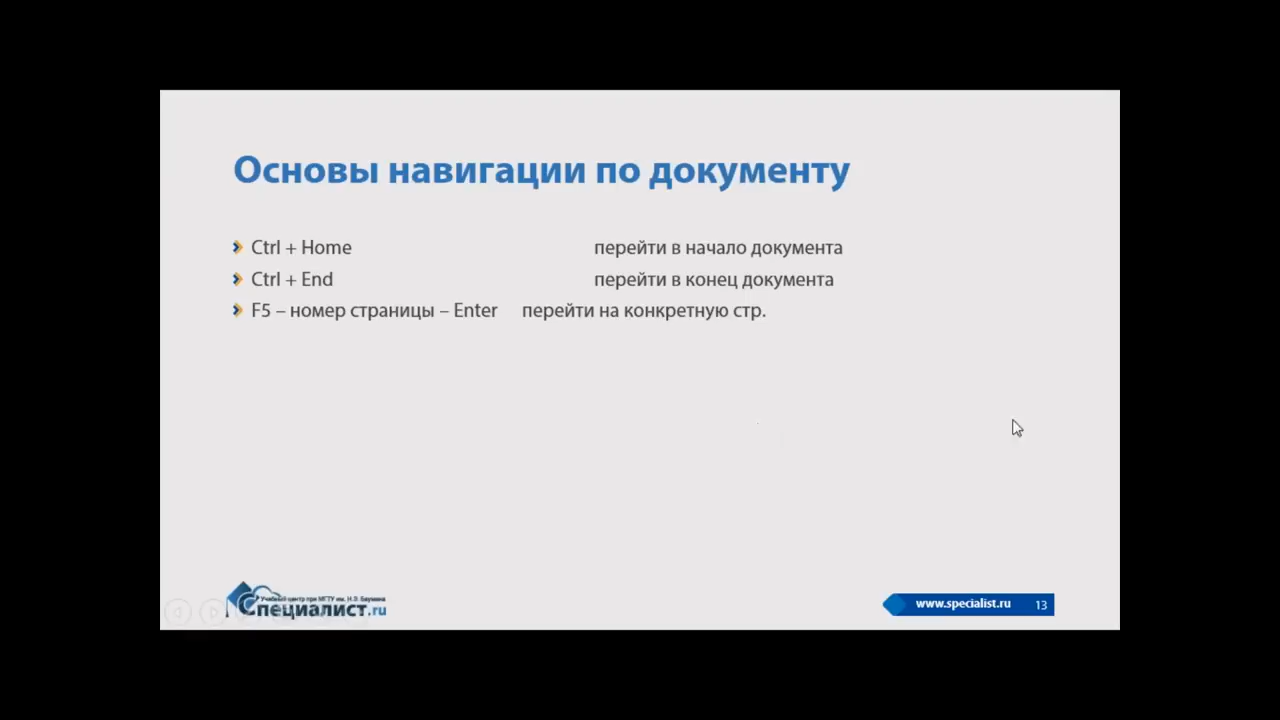 Основы навигации по документу
Ctrl + Home перейти в начало документа
Ctrl + End перейти в конец документа
F5 – номер страницы – Enter перейти на конкретную стр.
Учебный центр при МГТУ им. Н.Э. Баумана
Специалист.ru
www.specialist.ru 13